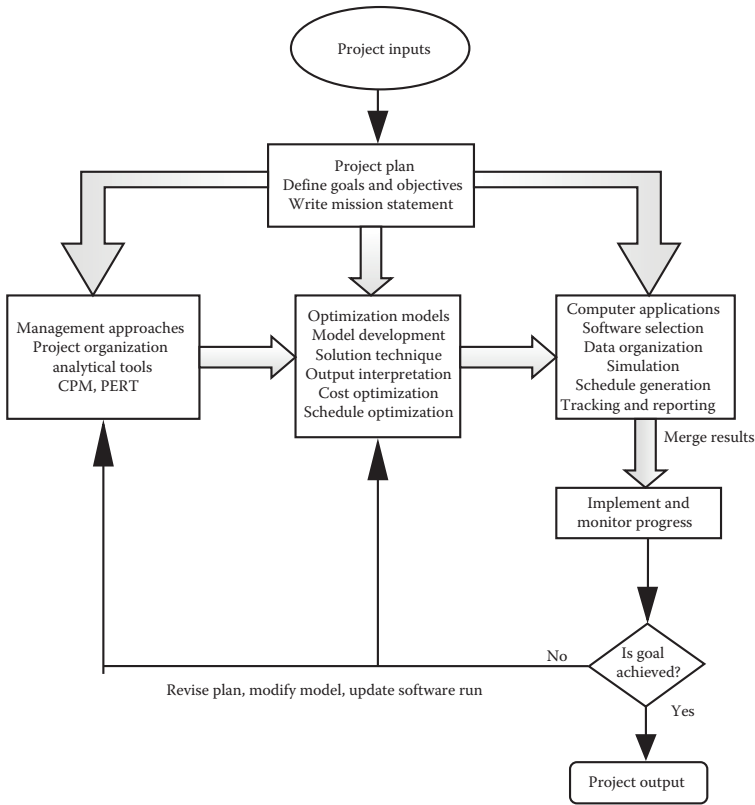 Project inputs
Project plan
Define goals and objectives
Write mission statement
Management approaches
Project organization
analytical tools
CPM, PERT
Optimization models
Model development
Solution technique
Output interpretation
Cost optimization
Schedule optimization
Computer applications
Software selection
Data organization
Simulation
Schedule generation
Tracking and reporting
Merge results
Implement and
monitor progress
Is goal
achieved?
No
Revise plan, modify model, update software run
Yes
Project output